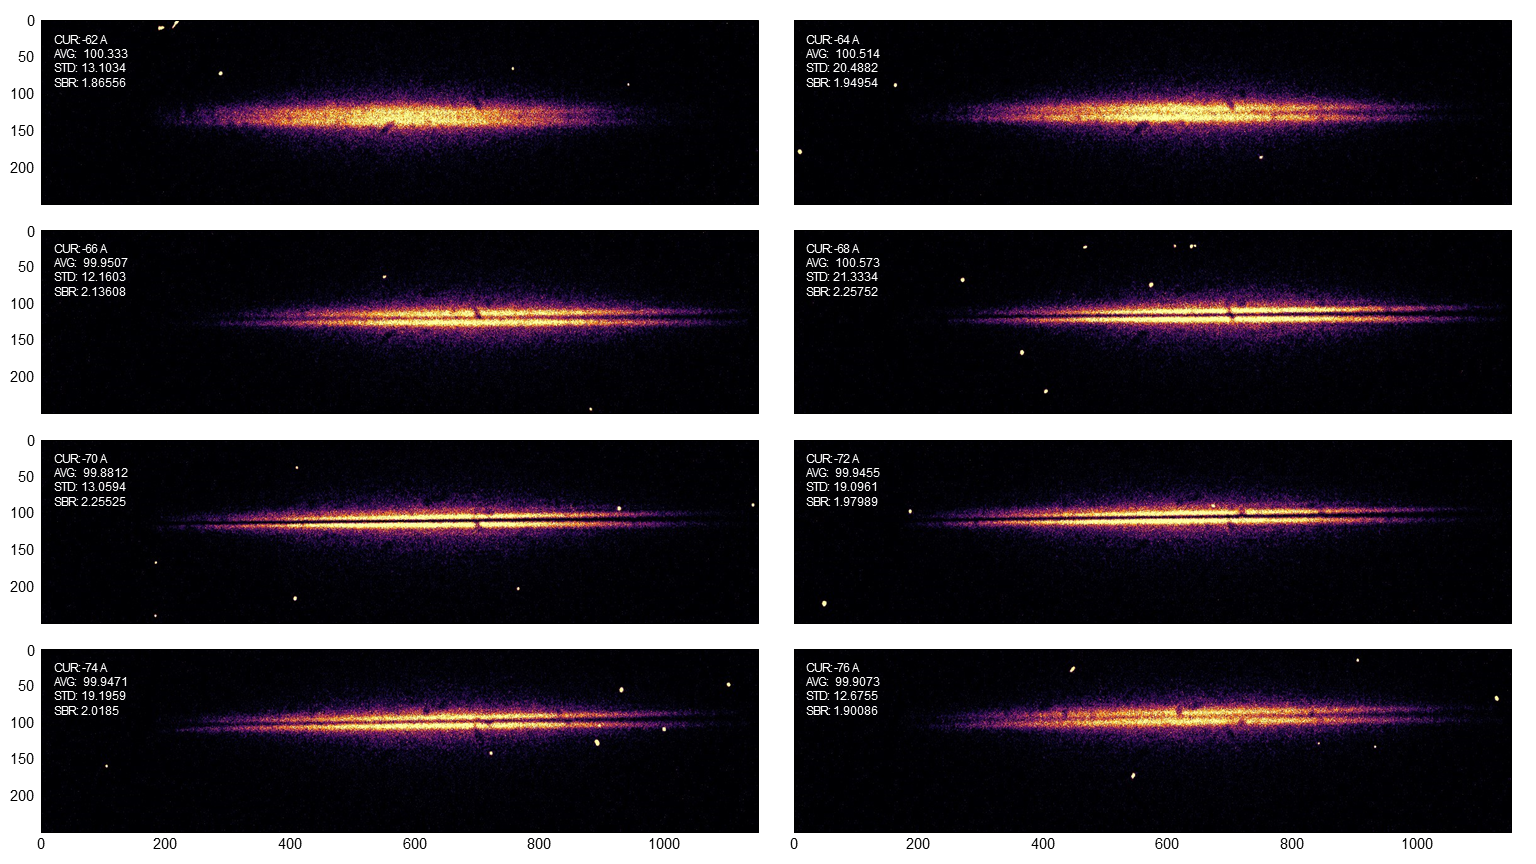 0
50
100
150
200
CUR: -62 A
AVG: 100.333
STD: 13.1034
SBR: 1.86556
CUR: -64 A
AVG: 100.514
STD: 20.4882
SBR: 1.94954
0
50
100
150
200
CUR: -66 A
AVG: 99.9507
STD: 12.1603
SBR: 2.13608
CUR: -68 A
AVG: 100.573
STD: 21.3334
SBR: 2.25752
0
50
100
150
200
CUR: -70 A
AVG: 99.8812
STD: 13.0594
SBR: 2.25525
CUR: -72 A
AVG: 99.9455
STD: 19.0961
SBR: 1.97989
0
50
100
150
200
CUR: -74 A
AVG: 99.9471
STD: 19.1959
SBR: 2.0185
CUR: -76 A
AVG: 99.9073
STD: 12.6755
SBR: 1.90086
0 200 400 600 800 1000
0 200 400 600 800 1000